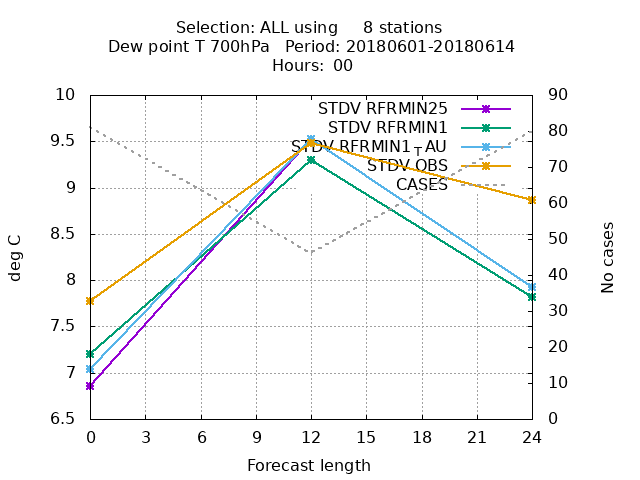 Selection: ALL using     8 stations
Dew point T 700hPa   Period: 20180601-20180614
Hours:  00
10 90
STDV RFRMIN25
80
STDV RFRMIN1
9.5
STDV RFRMIN1TAU
70
STDV OBS
9
CASES
60
8.5
50
deg C
No cases
8
40
30
7.5
20
7
10
6.5 0
0 3 6 9 12 15 18 21 24
Forecast length